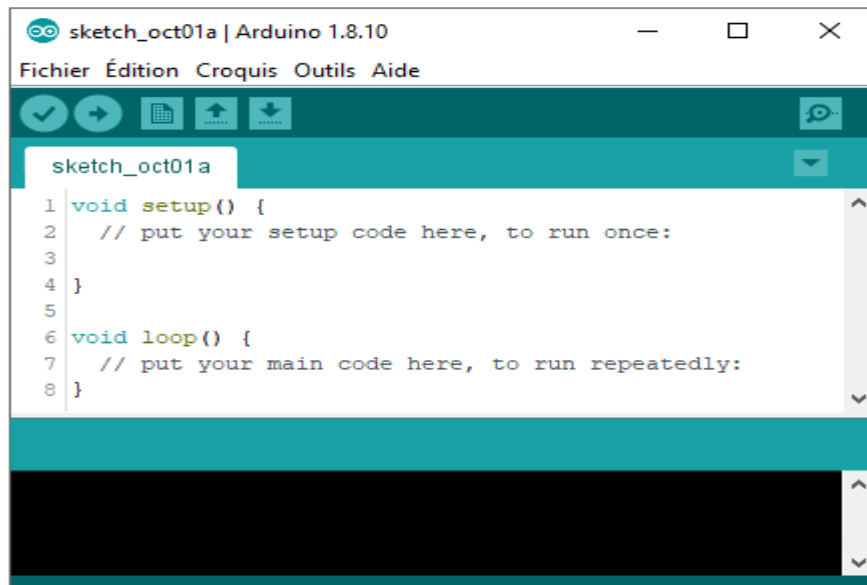 sketch_oct01a | Arduino 1.8.10
Fichier Édition Croquis Outils Aide
sketch_oct01a
1 void setup() {
2 // put your setup code here, to run once:
3
4 }
5
6 void loop() {
7 // put your main code here, to run repeatedly:
8 }